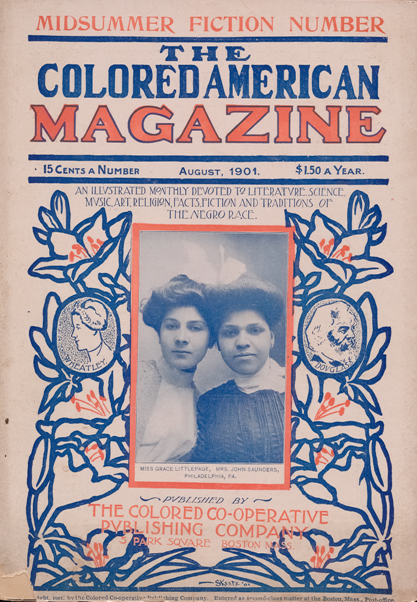 MIDSUMMER FICTION NUMBER
THE
COLORED AMERICAN
MAGAZINE
15 CENTS A NUMBER AUGUST, 1901. $1.50 A YEAR.
AN ILLUSTRATED MONTHLY DEVOTED TO LITERATURE, SCIENCE,
MVSIC, ART, RELIGION, FACTS, FICTION AND TRADITIONS OF
THE NEGRO RACE.
WHEATLEY
DOUGLASS
MISS GRACE LITTLEPAGE, MRS. JOHN SAUNDERS,
PHILADELPHIA, PA.
PUBLISHED BY
THE COLORED CO-OPERATIVE
PUBLISHING COMPANY
5 PARK SQUARE BOSTON MASS.
by the Colored Co-operative Publishing Company. Entered as second-class matter at the Boston, Mass., Post-office